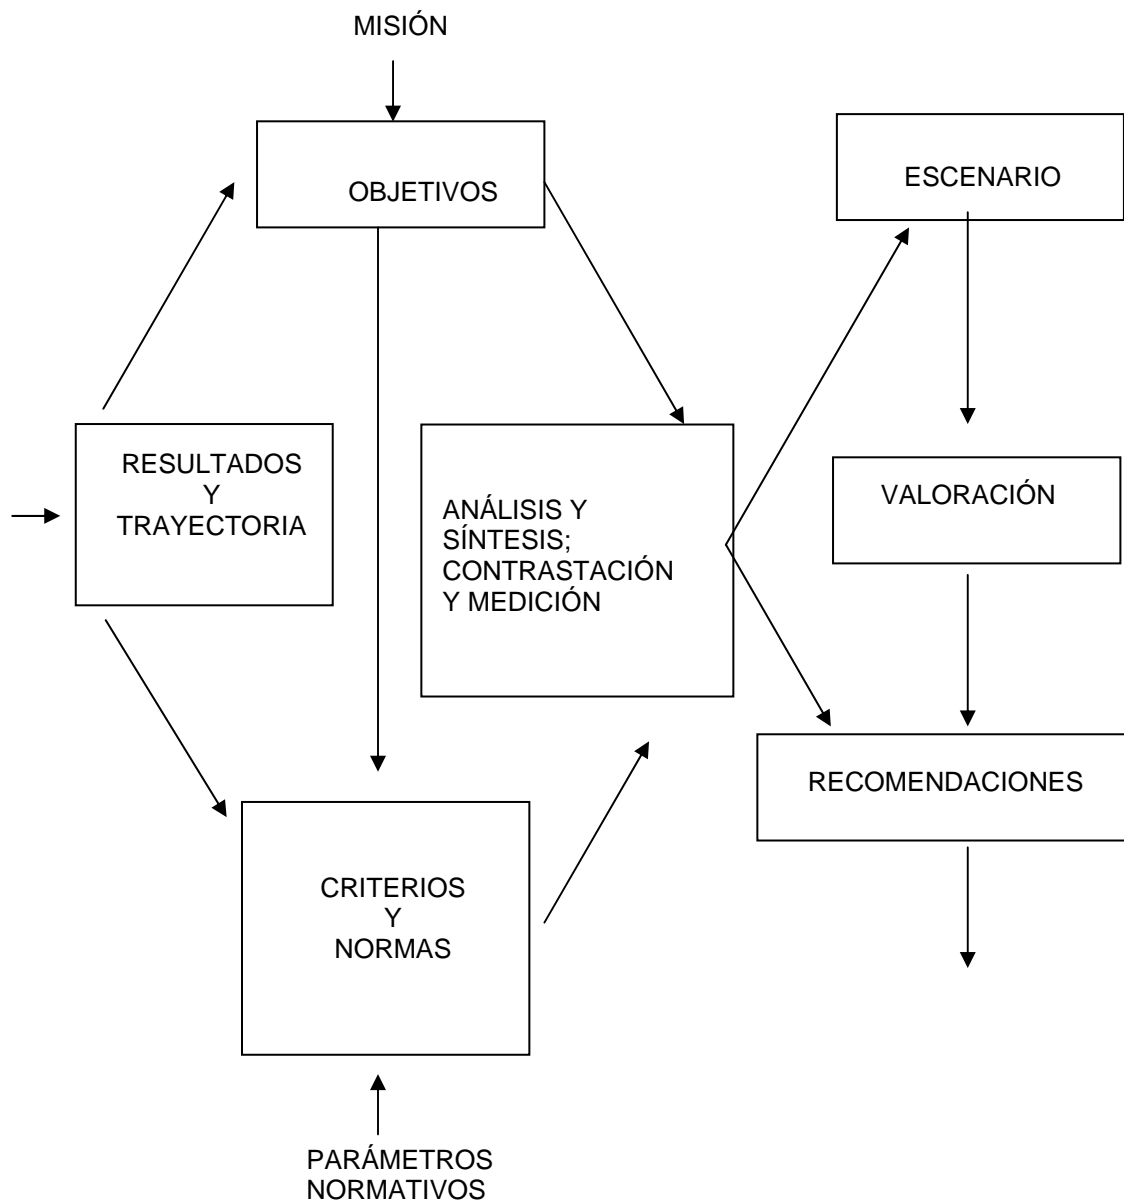 MISIÓN
OBJETIVOS
ESCENARIO
RESULTADOS
Y
TRAYECTORIA
ANÁLISIS Y
SÍNTESIS;
CONTRASTACIÓN
Y MEDICIÓN
VALORACIÓN
RECOMENDACIONES
CRITERIOS
Y
NORMAS
PARÁMETROS
NORMATIVOS